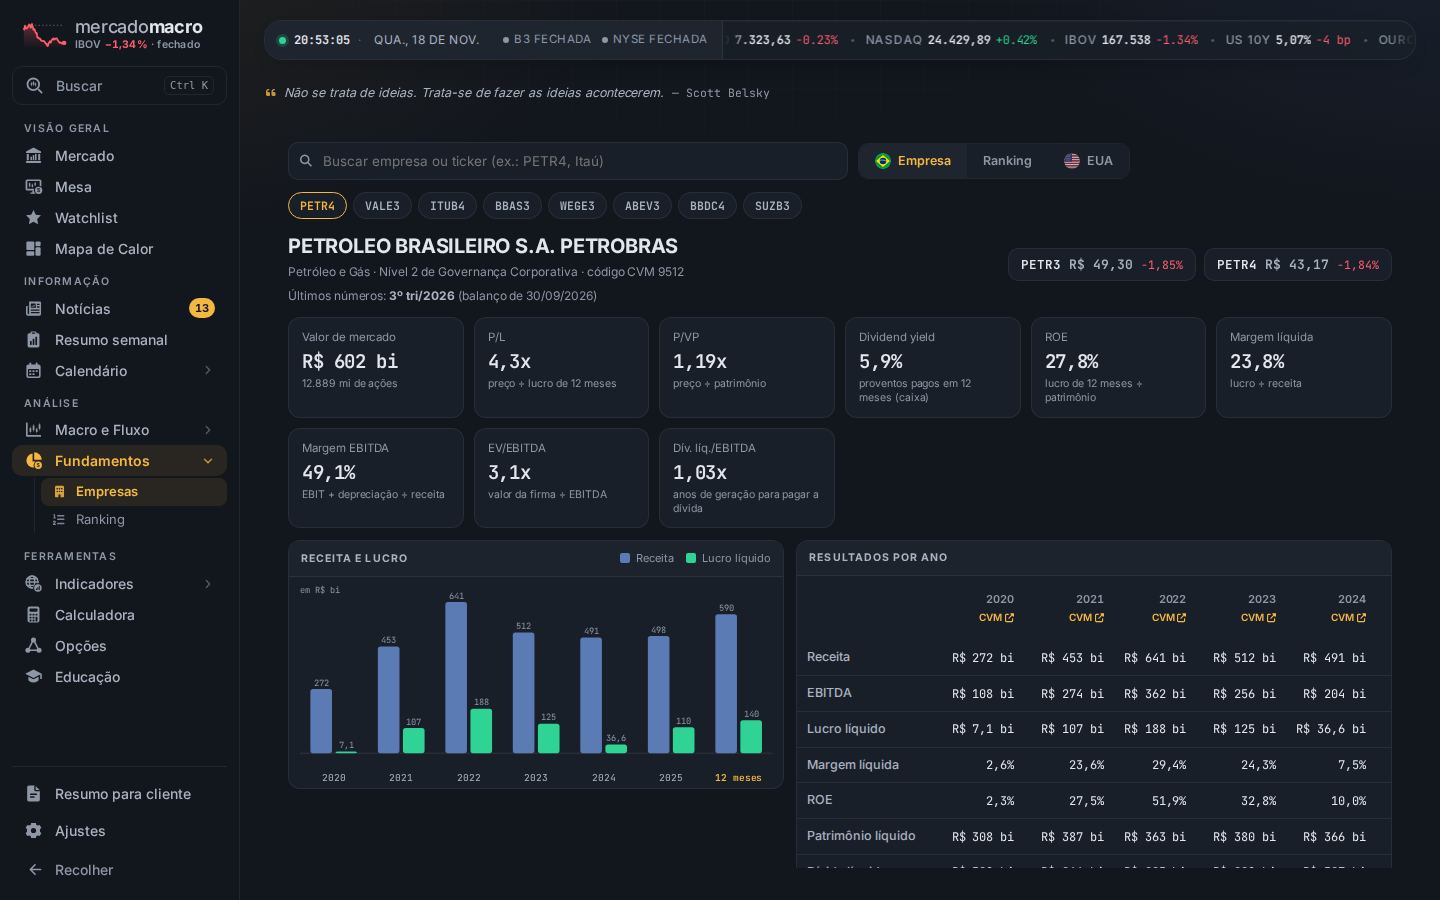 mercadomacro
IBOV −1,34% · fechado
Buscar Ctrl K
VISÃO GERAL
Mercado
Mesa
Watchlist
Mapa de Calor
INFORMAÇÃO
Notícias 13
Resumo semanal
Calendário
ANÁLISE
Macro e Fluxo
Fundamentos
Empresas
Ranking
FERRAMENTAS
Indicadores
Calculadora
Opções
Educação
Resumo para cliente
Ajustes
Recolher
20:53:05 · QUA., 18 DE NOV. B3 FECHADA NYSE FECHADA 7.323,63 -0.23% • NASDAQ 24.429,89 +0.42% • IBOV 167.538 -1.34% • US 10Y 5,07% -4 bp •
Não se trata de ideias. Trata-se de fazer as ideias acontecerem. — Scott Belsky
Buscar empresa ou ticker (ex.: PETR4, Itaú)
Empresa Ranking EUA
PETR4 VALE3 ITUB4 BBAS3 WEGE3 ABEV3 BBDC4 SUZB3
PETROLEO BRASILEIRO S.A. PETROBRAS
Petróleo e Gás · Nível 2 de Governança Corporativa · código CVM 9512
Últimos números: 3º tri/2026 (balanço de 30/09/2026)
PETR3 R$ 49,30 -1,85% PETR4 R$ 43,17 -1,84%
Valor de mercado
R$ 602 bi
12.889 mi de ações
P/L
4,3x
preço ÷ lucro de 12 meses
P/VP
1,19x
preço ÷ patrimônio
Dividend yield
5,9%
proventos pagos em 12
meses (caixa)
ROE
27,8%
lucro de 12 meses ÷
patrimônio
Margem líquida
23,8%
lucro ÷ receita
Margem EBITDA
49,1%
EBIT + depreciação ÷ receita
EV/EBITDA
3,1x
valor da firma ÷ EBITDA
Dív. líq./EBITDA
1,03x
anos de geração para pagar a
dívida
RECEITA E LUCRO Receita Lucro líquido
em R$ bi
272 7,1 453 107 641 188 512 125 491 36,6 498 110 590 140
2020 2021 2022 2023 2024 2025 12 meses
RESULTADOS POR ANO
2020 2021 2022 2023 2024
CVM CVM CVM CVM CVM
Receita R$ 272 bi R$ 453 bi R$ 641 bi R$ 512 bi R$ 491 bi
EBITDA R$ 108 bi R$ 274 bi R$ 362 bi R$ 256 bi R$ 204 bi
Lucro líquido R$ 7,1 bi R$ 107 bi R$ 188 bi R$ 125 bi R$ 36,6 bi
Margem líquida 2,6% 23,6% 29,4% 24,3% 7,5%
ROE 2,3% 27,5% 51,9% 32,8% 10,0%
Patrimônio líquido R$ 308 bi R$ 387 bi R$ 363 bi R$ 380 bi R$ 366 bi